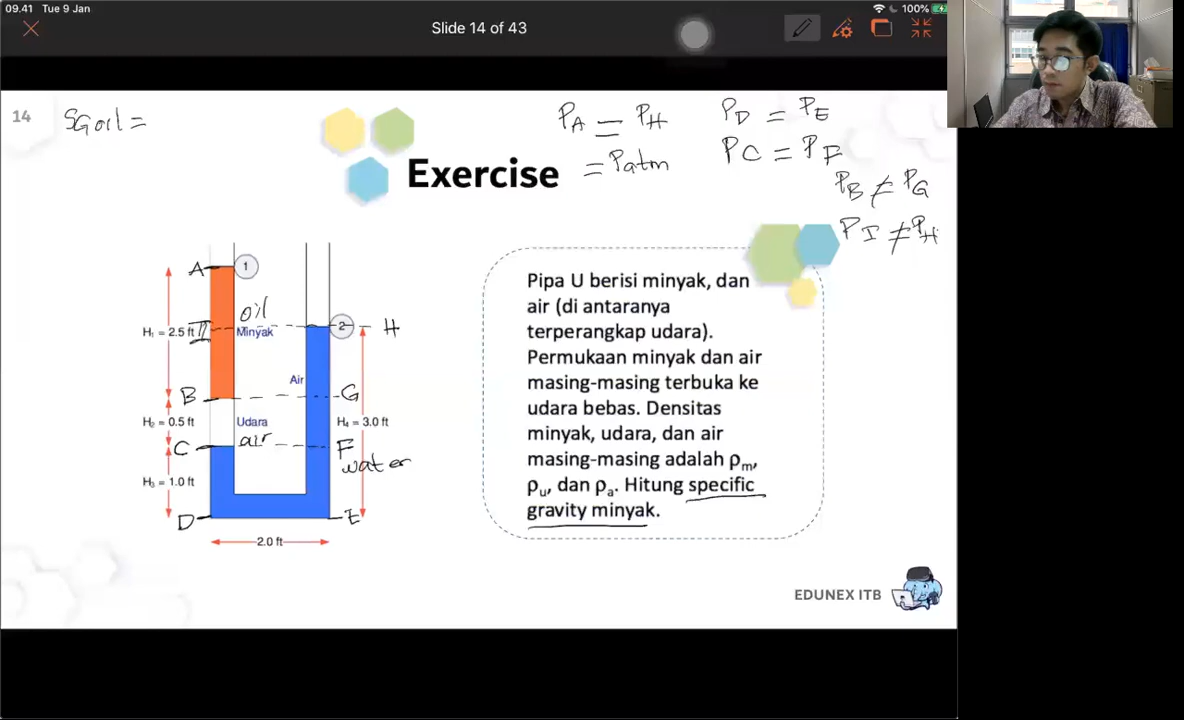 09.41 Tue 9 Jan
100%
Slide 14 of 43
14
SGoil =
PA = PH
= Patm
PD = PE
PC = PF
PB ≠ PG
PI ≠ PH
Exercise
A
1
oil
I
H₁ = 2.5 ft
Minyak
2
H
Air
B
G
H₂ = 0.5 ft
Udara
H₄ = 3.0 ft
C
air
F
water
H₃ = 1.0 ft
D
E
2.0 ft
Pipa U berisi minyak, dan
air (di antaranya
terperangkap udara).
Permukaan minyak dan air
masing-masing terbuka ke
udara bebas. Densitas
minyak, udara, dan air
masing-masing adalah ρm,
ρu, dan ρa. Hitung specific
gravity minyak.
EDUNEX ITB